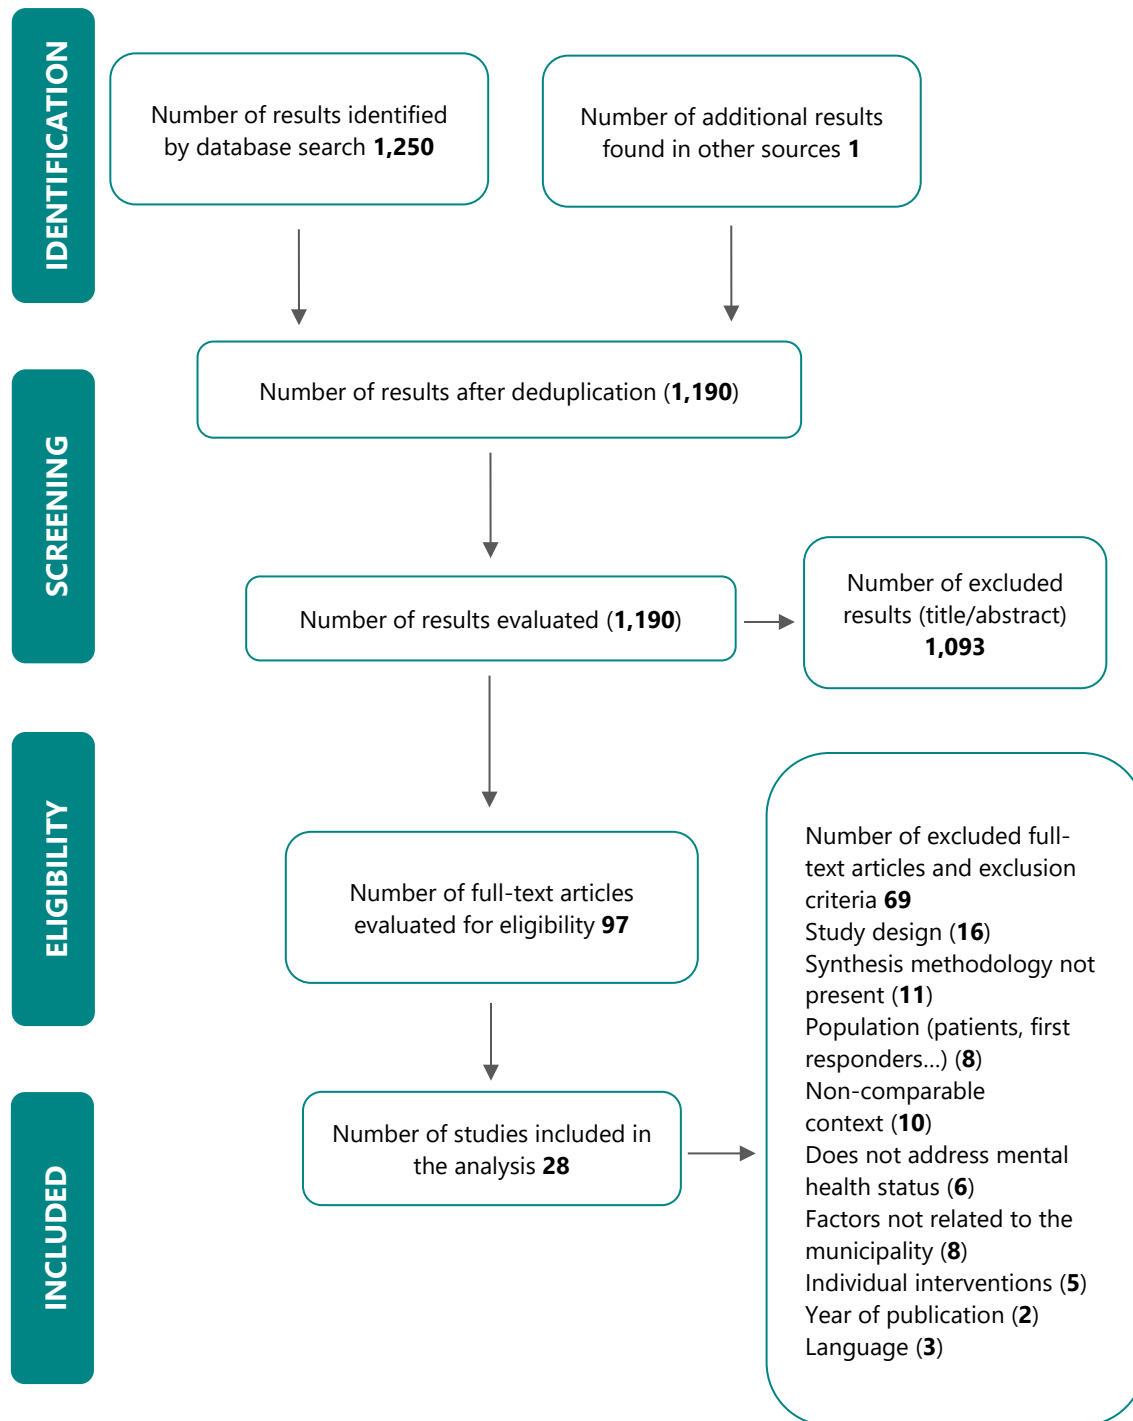 IDENTIFICATION
Number of results identified
by database search 1,250
Number of additional results
found in other sources 1
SCREENING
Number of results after deduplication (1,190)
Number of results evaluated (1,190)
Number of excluded
results (title/abstract)
1,093
ELIGIBILITY
Number of full-text articles
evaluated for eligibility 97
Number of excluded full-
text articles and exclusion
criteria 69
Study design (16)
Synthesis methodology not
present (11)
Population (patients, first
responders...) (8)
Non-comparable
context (10)
Does not address mental
health status (6)
Factors not related to the
municipality (8)
Individual interventions (5)
Year of publication (2)
Language (3)
INCLUDED
Number of studies included in
the analysis 28